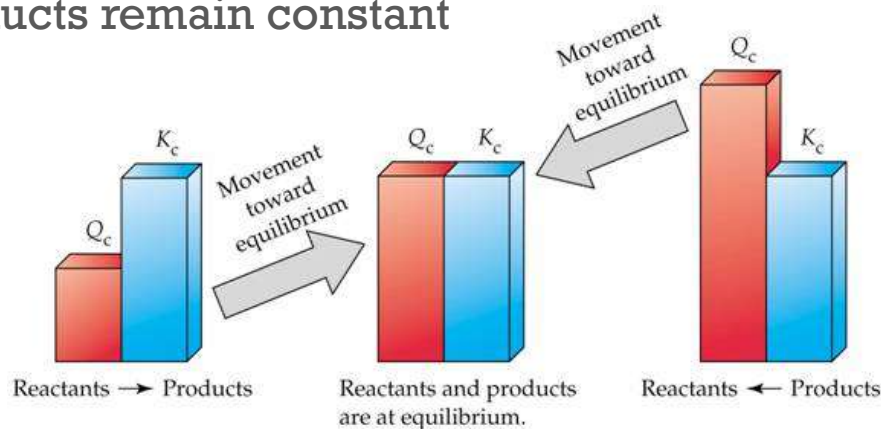 ucts remain constant
Movement
toward
equilibrium
Qc
Kc
Qc
Kc
Movement
toward
equilibrium
Qc
Kc
Reactants → Products
Reactants and products
are at equilibrium.
Reactants ← Products